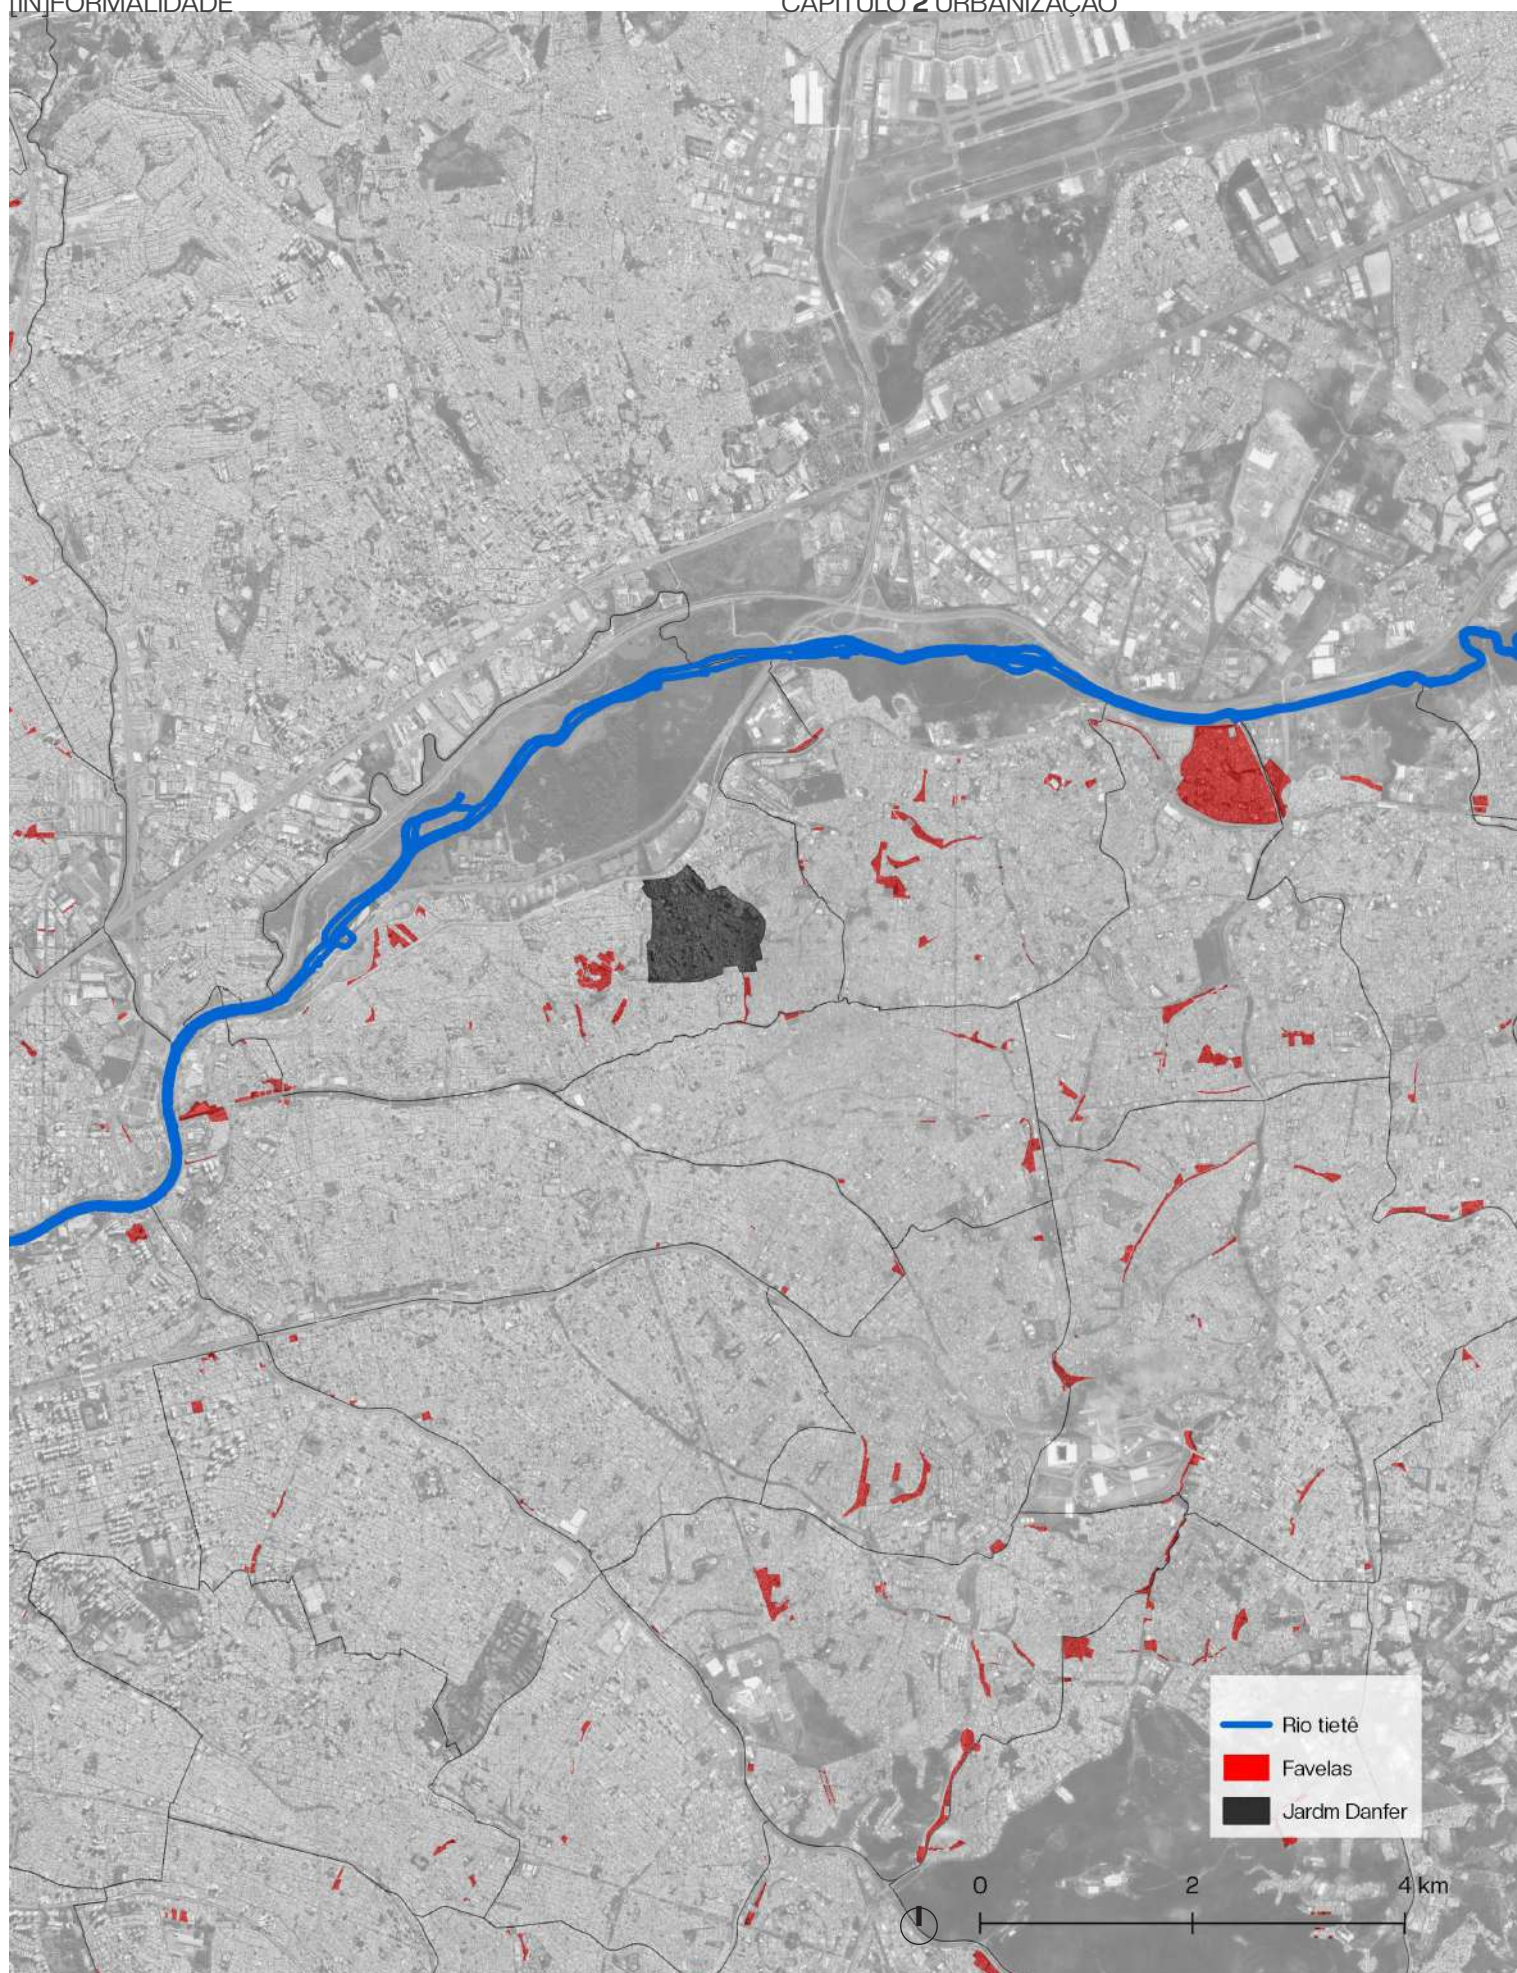 [IN]FORMALIDADE
CAPÍTULO 2 URBANIZAÇÃO
Rio tietê
Favelas
Jardm Danfer
0 2 4 km